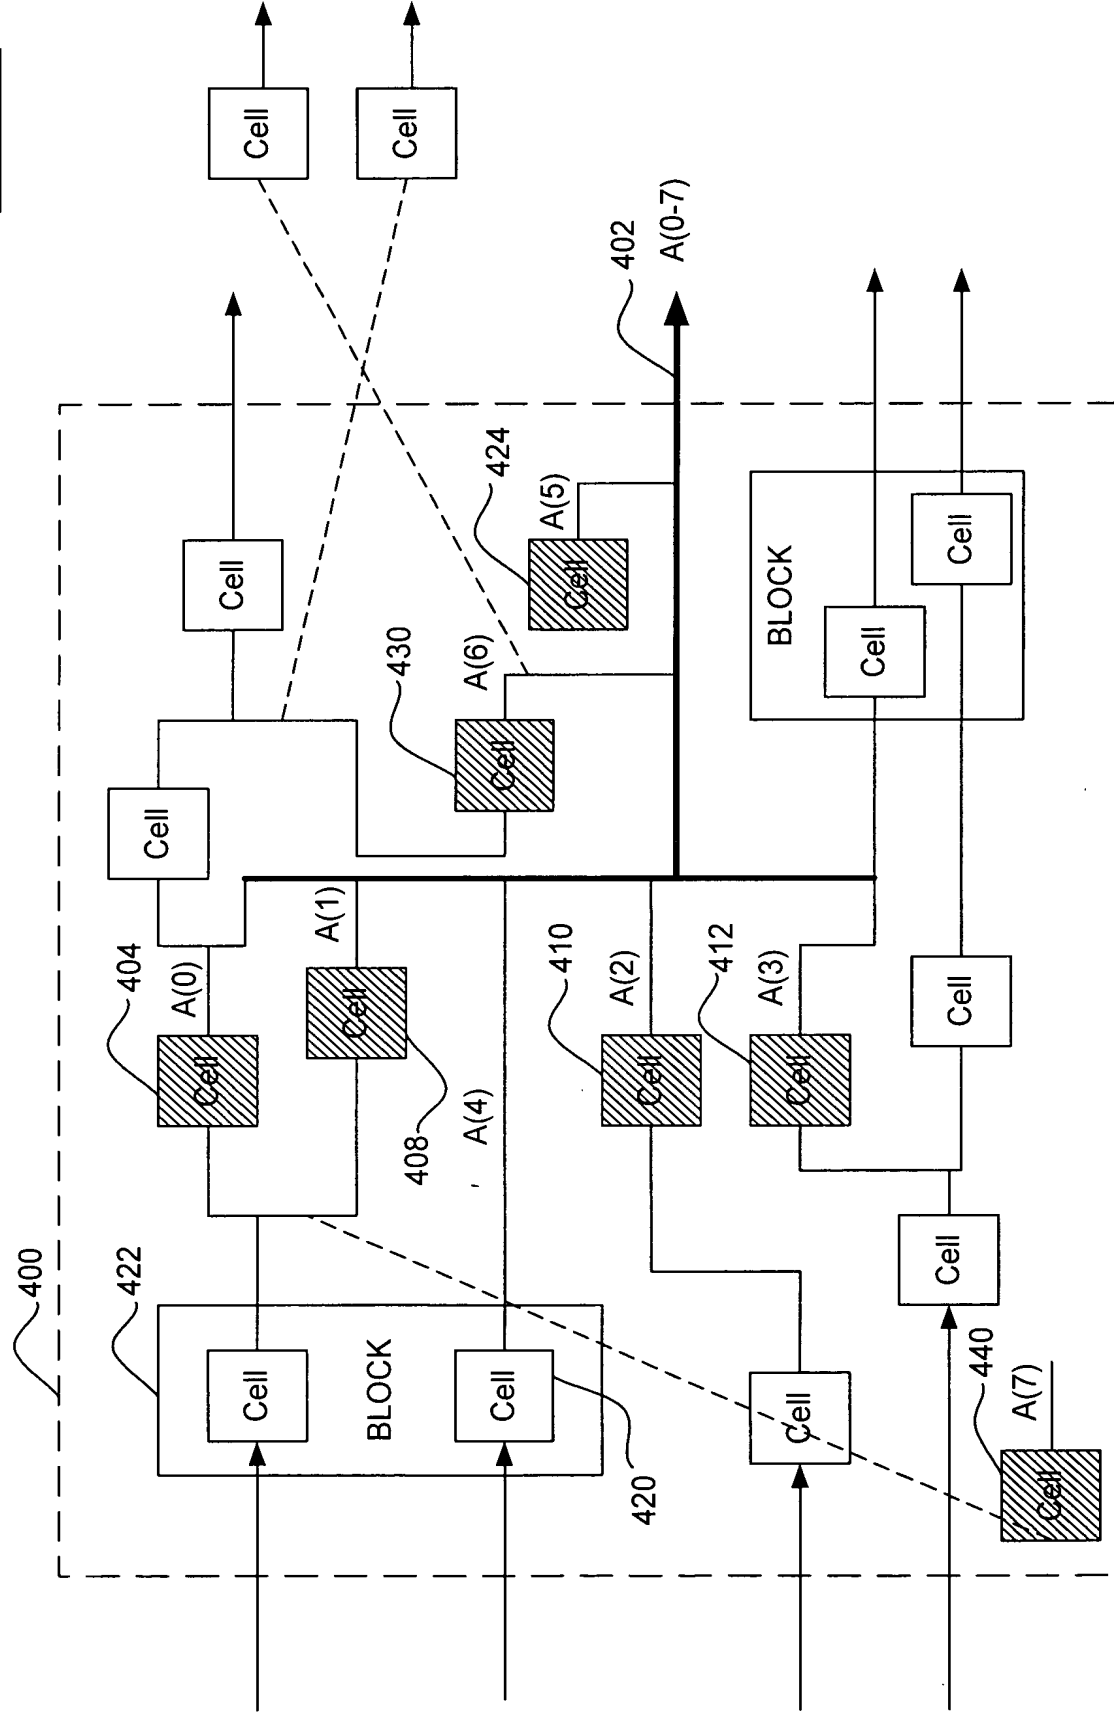 400
422
404
Cell
A(0)
Cell
Cell
Cell
Cell
A(1)
Cell
BLOCK
430
Cell
408
A(4)
A(6)
424
Cell
Cell
A(5)
410
Cell
A(2)
402
420
Cell
A(0-7)
412
A(3)
BLOCK
Cell
Cell
Cell
Cell
Cell
Cell
440
A(7)
Cell